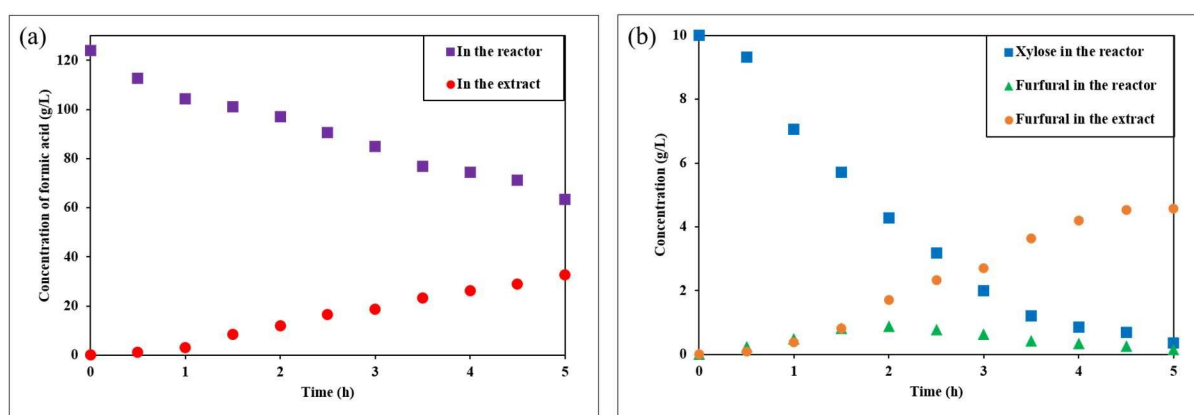 (a)
In the reactor
In the extract
Concentration of formic acid (g/L)
120
100
80
60
40
20
0
0 1 2 3 4 5
Time (h)
(b)
Xylose in the reactor
Furfural in the reactor
Furfural in the extract
Concentration (g/L)
10
8
6
4
2
0
0 1 2 3 4 5
Time (h)